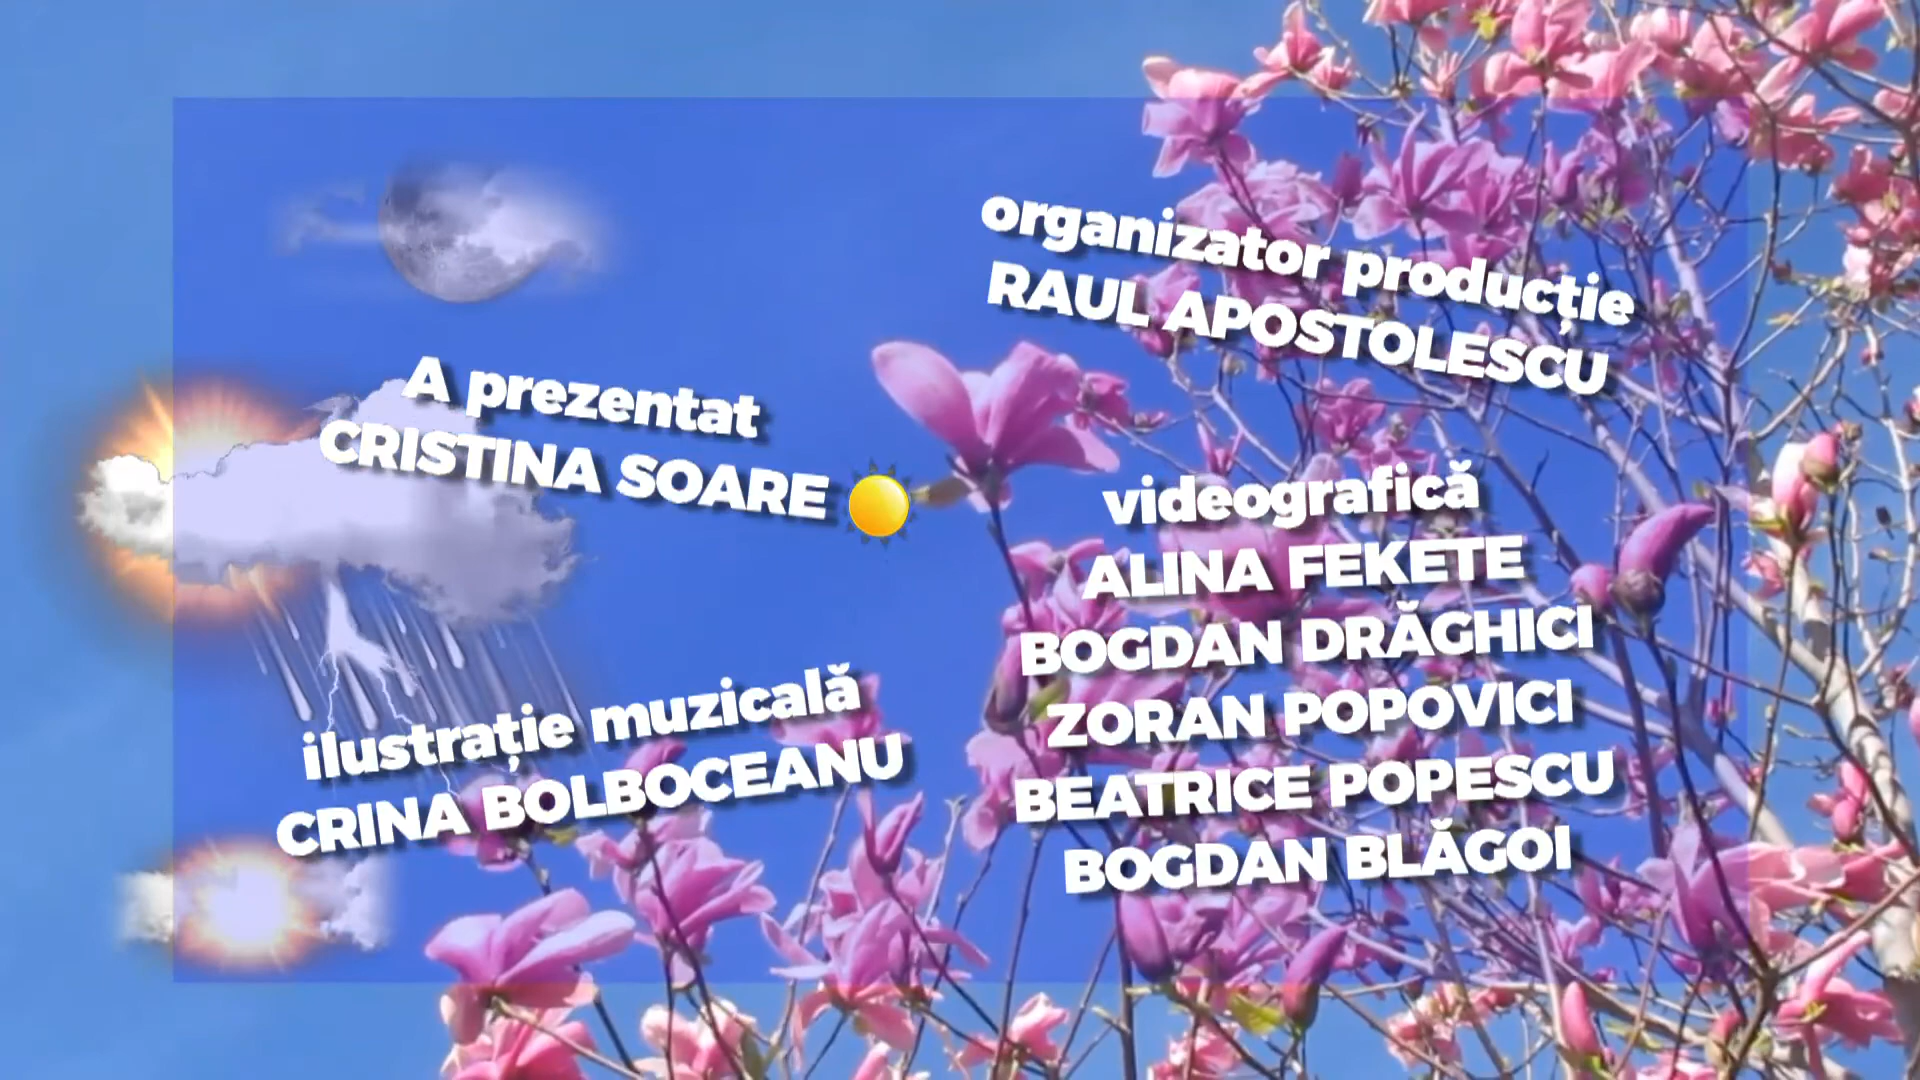 A prezentat
CRISTINA SOARE
ilustrație muzicală
CRINA BOLBOCEANU
organizator producție
RAUL APOSTOLESCU
videografică
ALINA FEKETE
BOGDAN DRĂGHICI
ZORAN POPOVICI
BEATRICE POPESCU
BOGDAN BLĂGOI